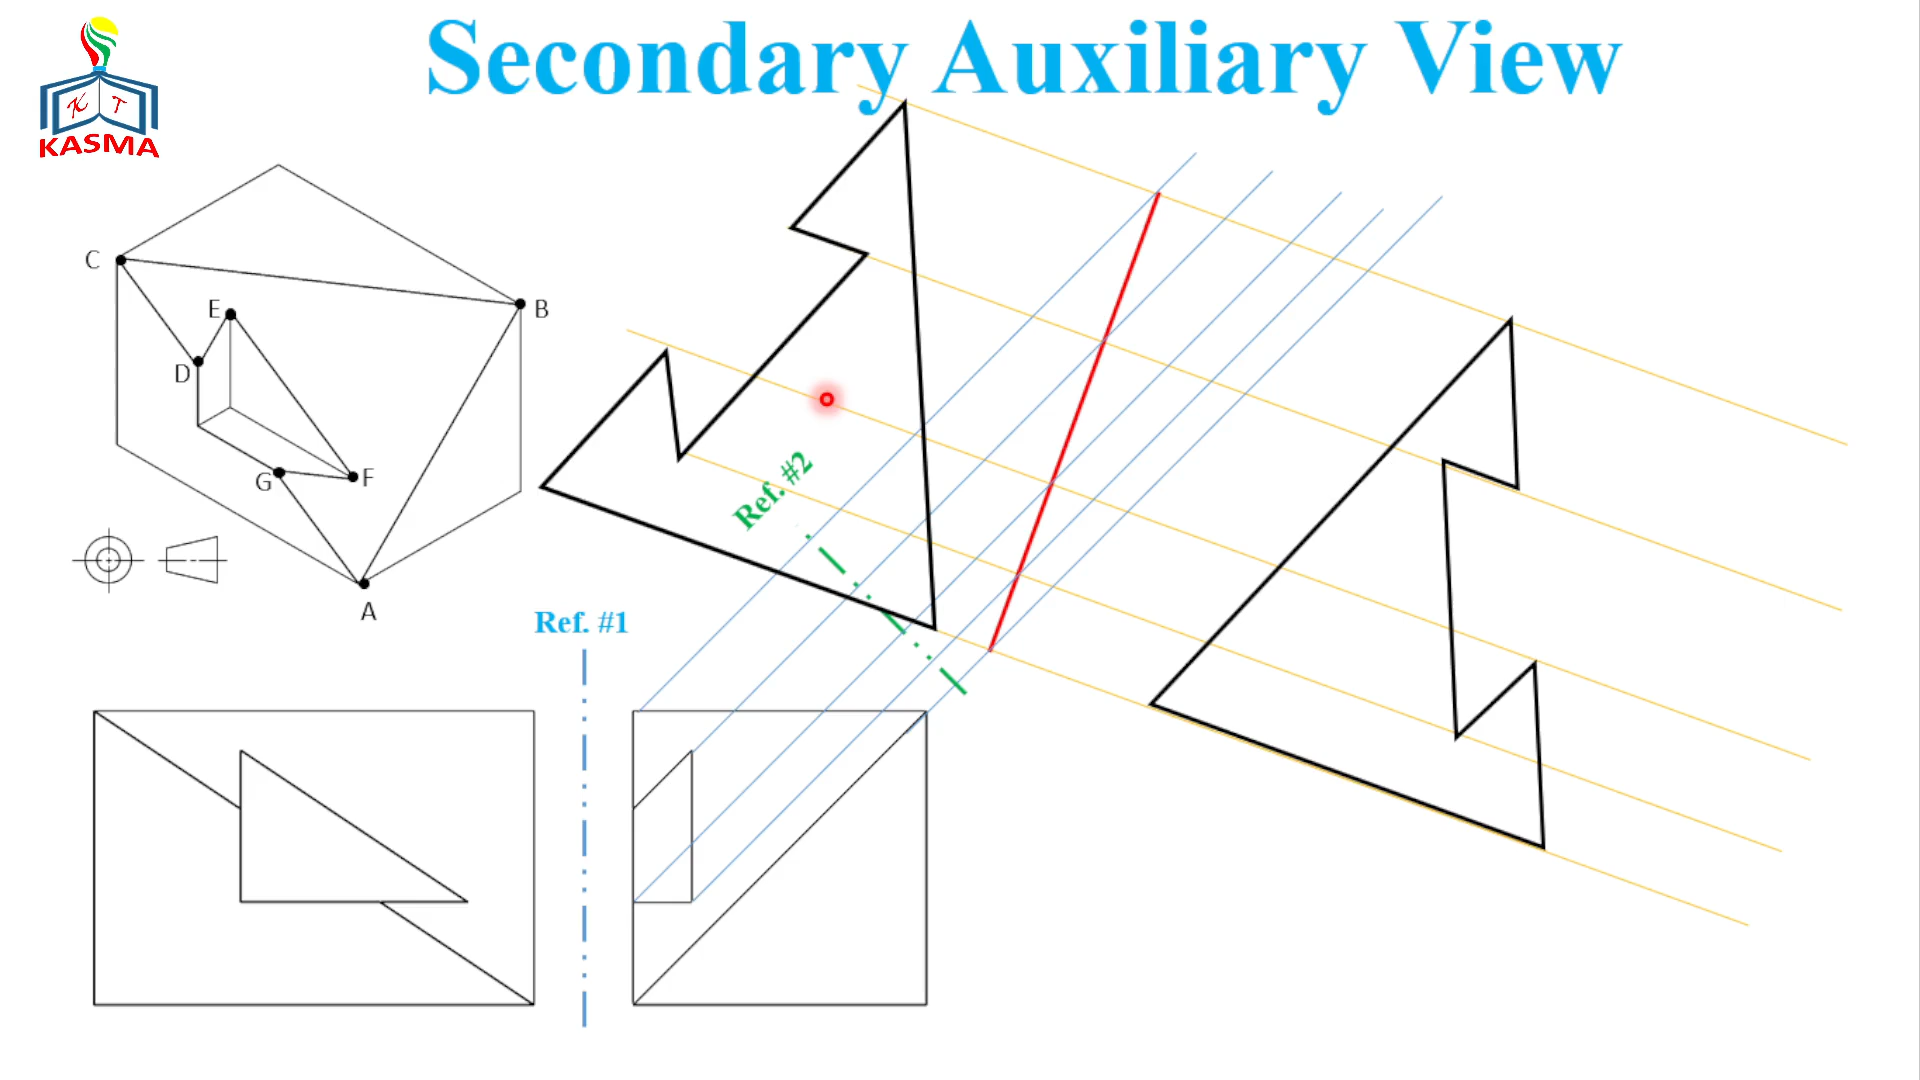 Secondary Auxiliary View
K T
KASMA
C
B
E
D
G
F
A
Ref. #2
Ref. #1